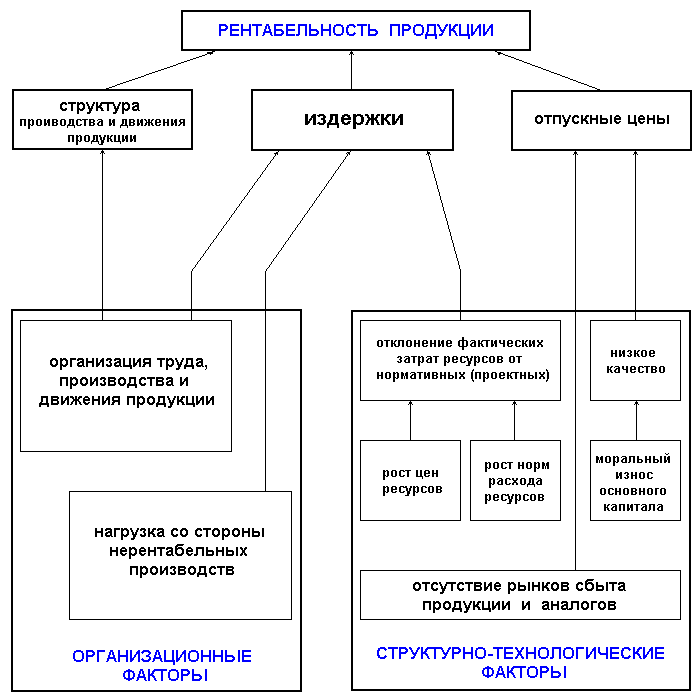 РЕНТАБЕЛЬНОСТЬ ПРОДУКЦИИ
структура
проиводства и движения
продукции
издержки
отпускные цены
организация труда,
производства и
движения продукции
нагрузка со стороны
нерентабельных
производств
ОРГАНИЗАЦИОННЫЕ
ФАКТОРЫ
отклонение фактических
затрат ресурсов от
нормативных (проектных)
низкое
качество
рост цен
ресурсов
рост норм
расхода
ресурсов
моральный
износ
основного
капитала
отсутствие рынков сбыта
продукции и аналогов
СТРУКТУРНО-ТЕХНОЛОГИЧЕСКИЕ
ФАКТОРЫ